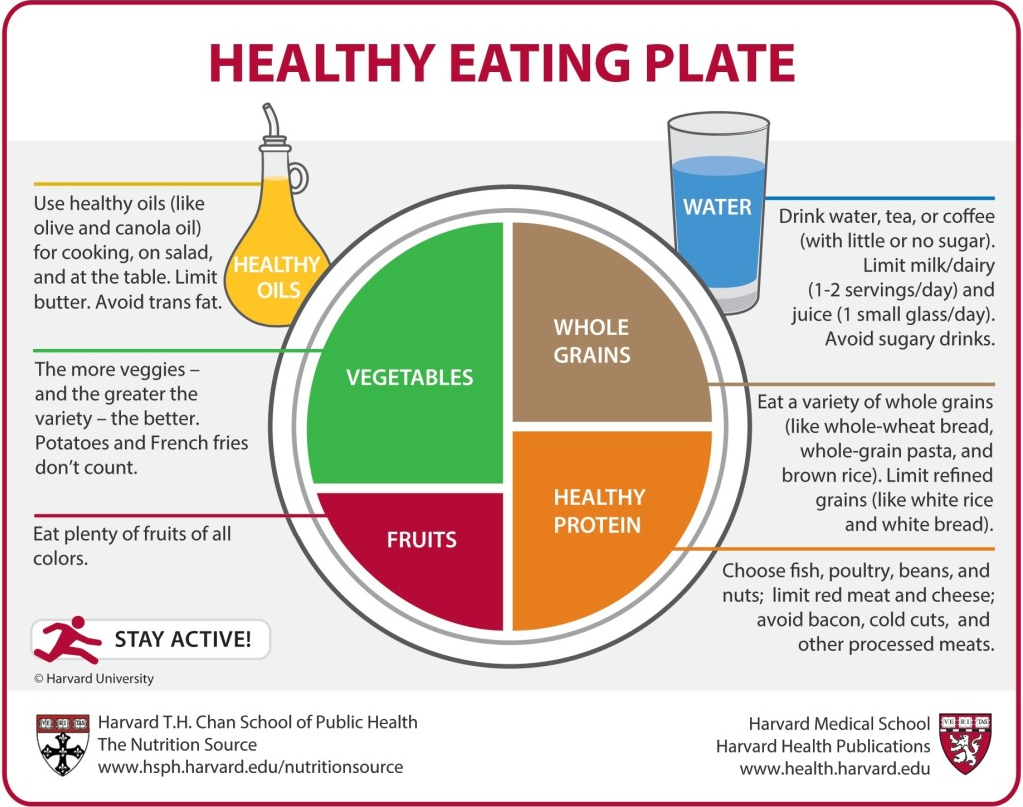 HEALTHY EATING PLATE
Use healthy oils (like
olive and canola oil)
for cooking, on salad,
and at the table. Limit
butter. Avoid trans fat.
HEALTHY
OILS
The more veggies –
and the greater the
variety – the better.
Potatoes and French fries
don’t count.
Eat plenty of fruits of all
colors.
VEGETABLES
FRUITS
WHOLE
GRAINS
HEALTHY
PROTEIN
WATER
Drink water, tea, or coffee
(with little or no sugar).
Limit milk/dairy
(1-2 servings/day) and
juice (1 small glass/day).
Avoid sugary drinks.
Eat a variety of whole grains
(like whole-wheat bread,
whole-grain pasta, and
brown rice). Limit refined
grains (like white rice
and white bread).
Choose fish, poultry, beans, and
nuts; limit red meat and cheese;
avoid bacon, cold cuts, and
other processed meats.
STAY ACTIVE!
© Harvard University
VE RI TAS
Harvard T.H. Chan School of Public Health
The Nutrition Source
www.hsph.harvard.edu/nutritionsource
Harvard Medical School
Harvard Health Publications
www.health.harvard.edu
VE RI TAS